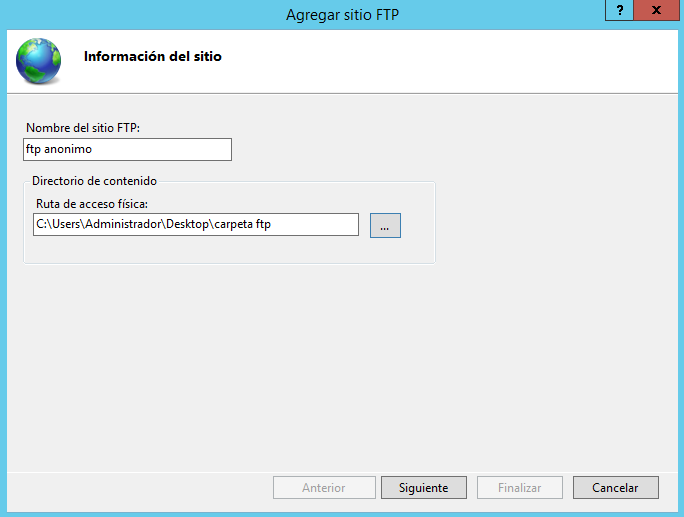 Agregar sitio FTP
? x
Información del sitio
Nombre del sitio FTP:
ftp anonimo
Directorio de contenido
Ruta de acceso física:
C:\Users\Administrador\Desktop\carpeta ftp
...
Anterior Siguiente Finalizar Cancelar